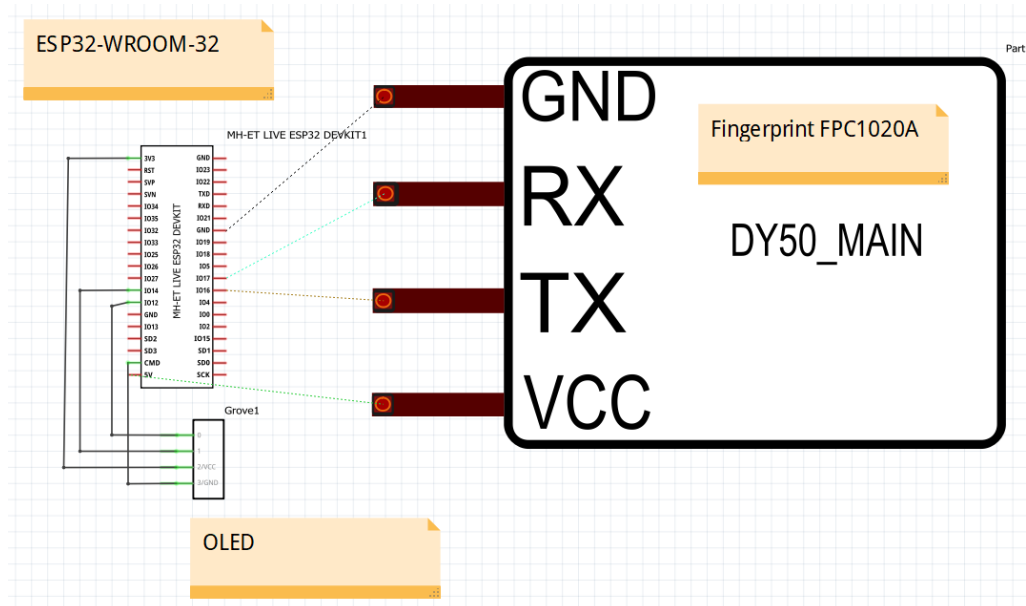 ESP32-WROOM-32
Part
GND
Fingerprint FPC1020A
MH-ET LIVE ESP32 DEVKIT1
RX
DY50_MAIN
TX
VCC
3V3
RST
SVP
SVN
IO34
IO35
IO32
IO33
IO25
IO26
IO27
IO14
IO12
GND
IO13
SD2
SD3
CMD
5V
MH-ET LIVE ESP32 DEVKIT
GND
IO23
IO22
TXD
RXD
IO21
GND
IO19
IO18
IO5
IO17
IO16
IO4
IO0
IO2
IO15
SD1
SD0
SCK
Grove1
0
1
2/VCC
3/GND
OLED